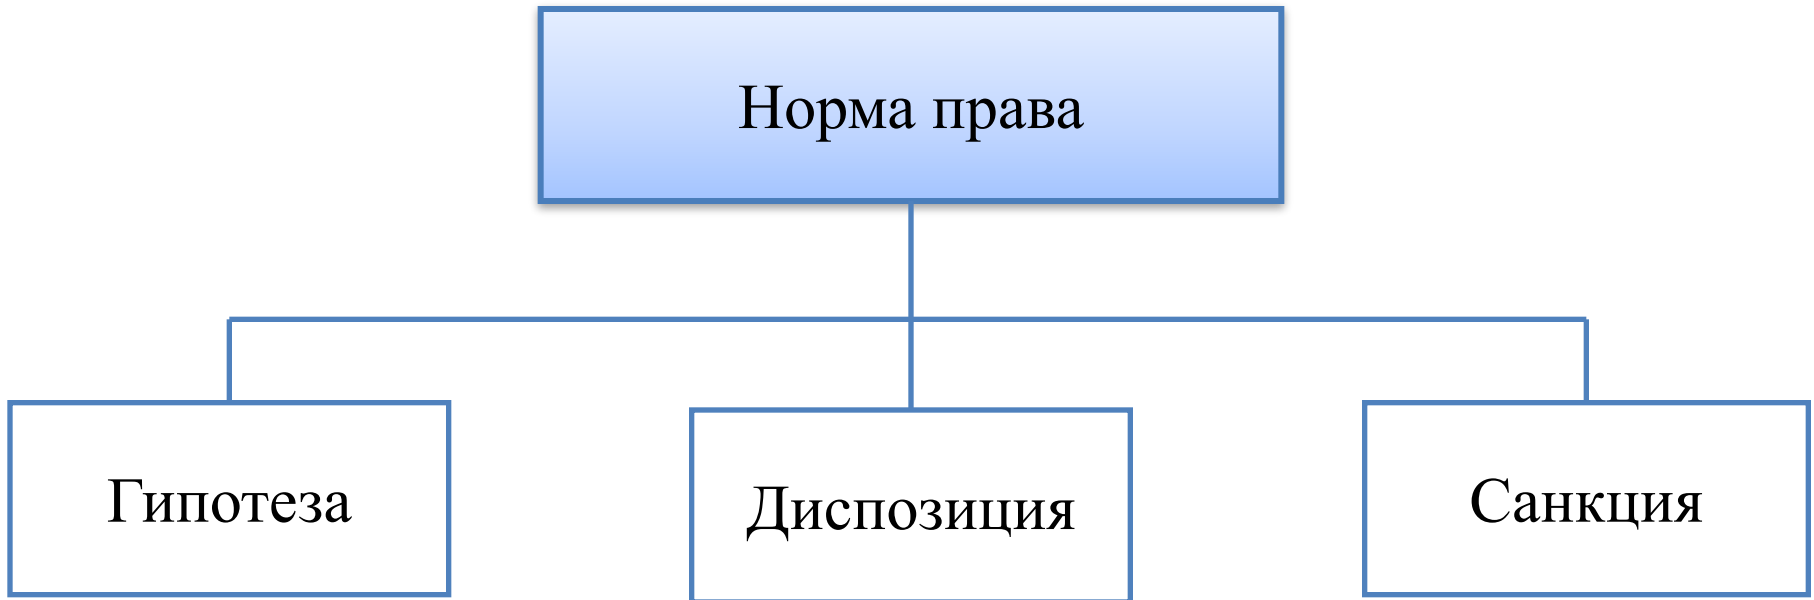 Норма права
Гипотеза
Диспозиция
Санкция